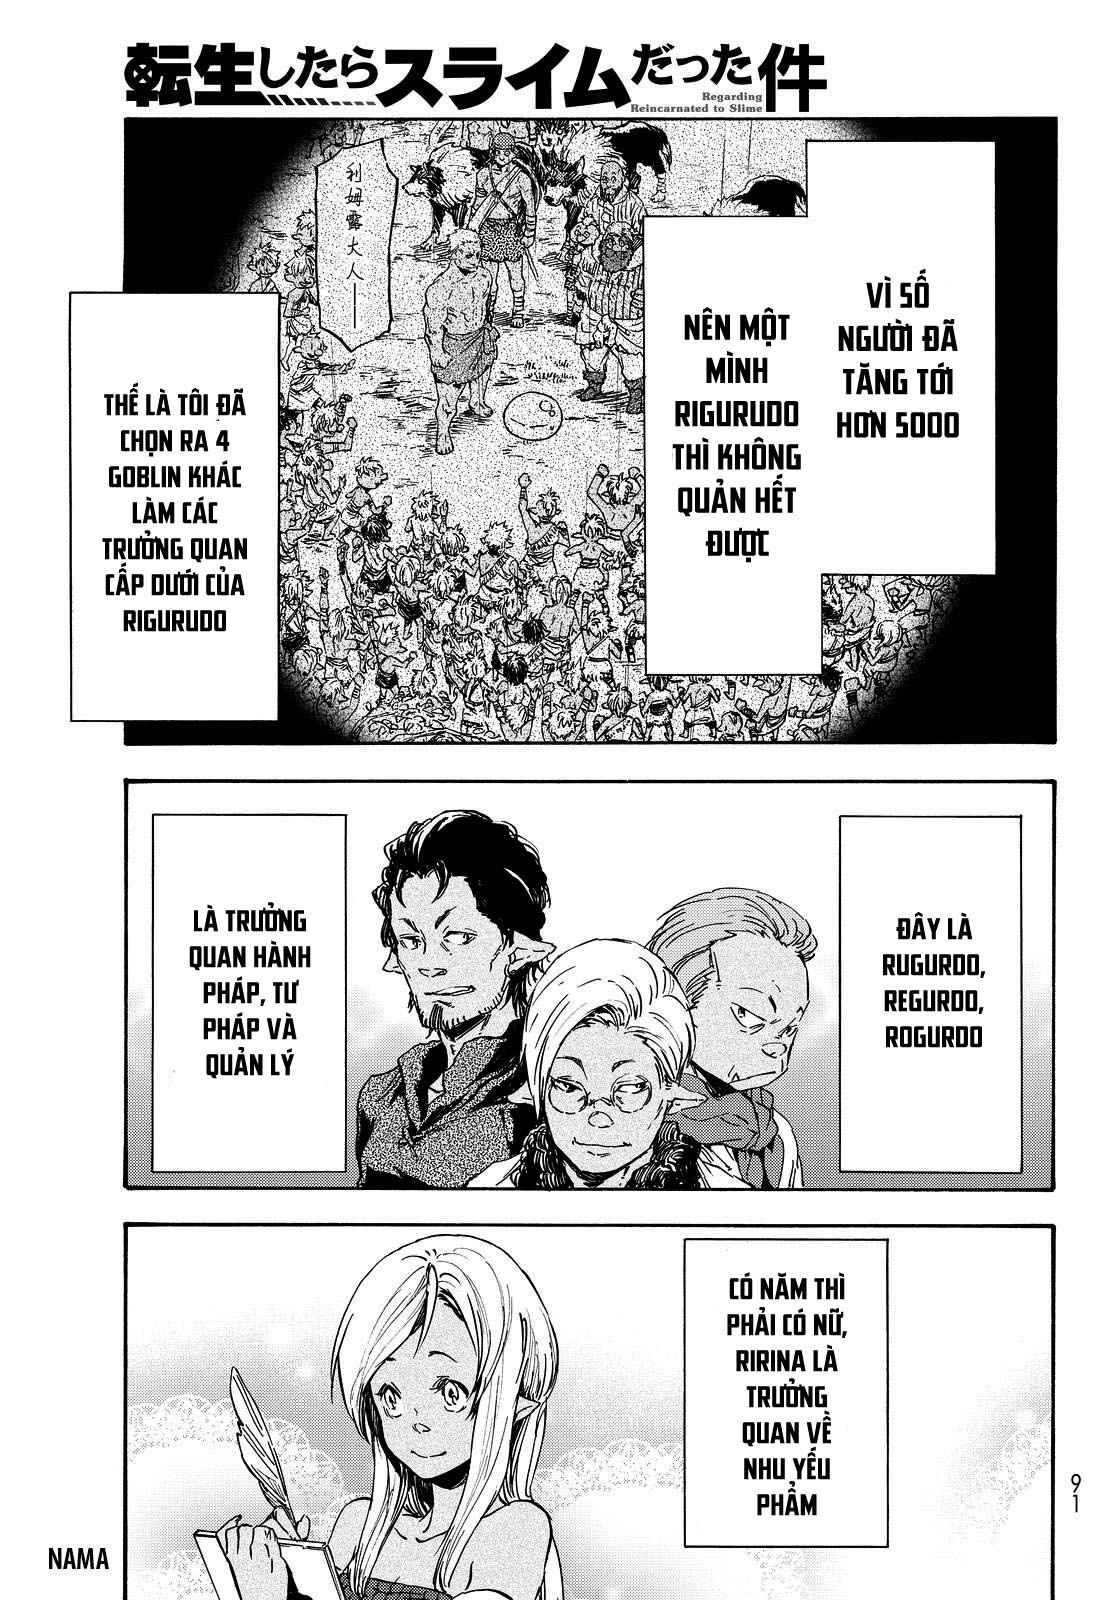 転生したらスライムだった件
Regarding
Reincarnated to Slime
VÌ SỐ
NGƯỜI ĐÃ
TĂNG TỚI
HƠN 5000
NÊN MỘT
MÌNH
RIGURUDO
THÌ KHÔNG
QUẢN HẾT
ĐƯỢC
利姆露大人——
THẾ LÀ TÔI ĐÃ
CHỌN RA 4
GOBLIN KHÁC
LÀM CÁC
TRƯỞNG QUAN
CẤP DƯỚI CỦA
RIGURUDO
ĐÂY LÀ
RUGURDO,
REGURDO,
ROGURDO
LÀ TRƯỞNG
QUAN HÀNH
PHÁP, TƯ
PHÁP VÀ
QUẢN LÝ
CÓ NĂM THÌ
PHẢI CÓ NỮ,
RIRINA LÀ
TRƯỞNG
QUAN VỀ
NHU YẾU
PHẨM
91
NAMA